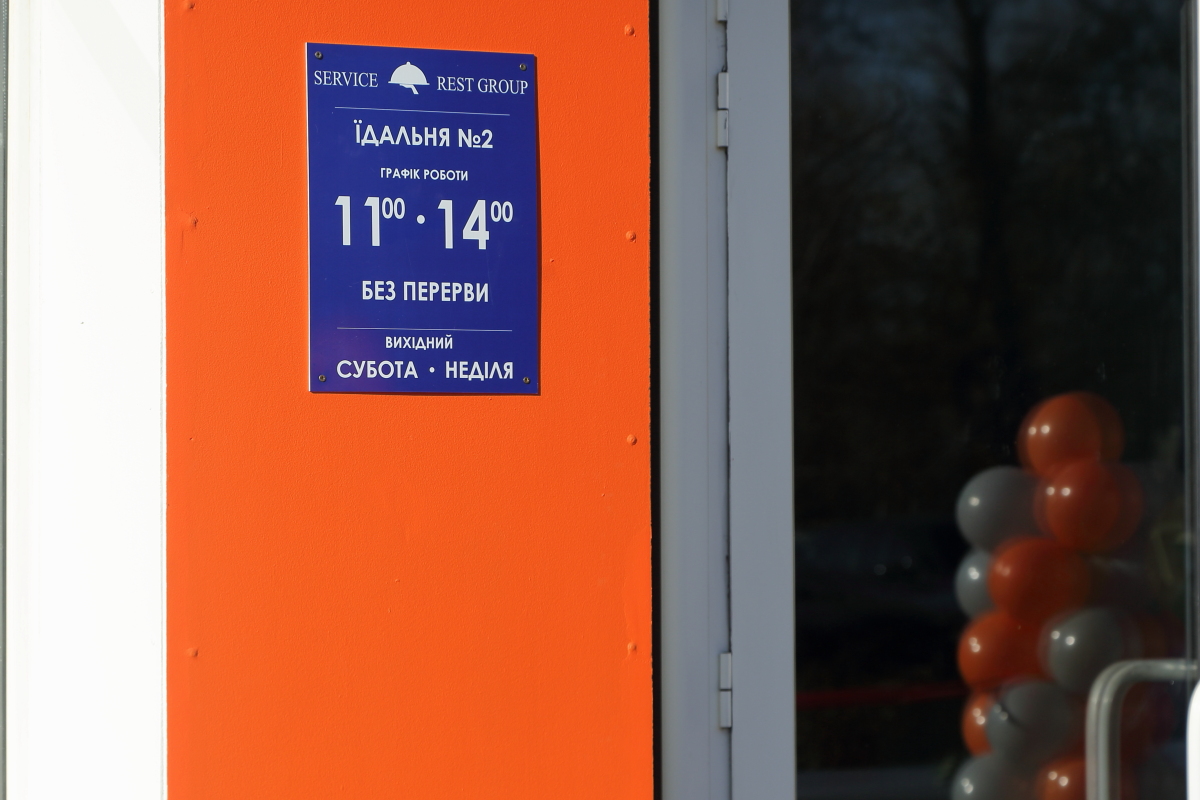 SERVICE REST GROUP
ЇДАЛЬНЯ №2
ГРАФІК РОБОТИ
11⁰⁰ • 14⁰⁰
БЕЗ ПЕРЕРВИ
ВИХІДНИЙ
СУБОТА • НЕДІЛЯ